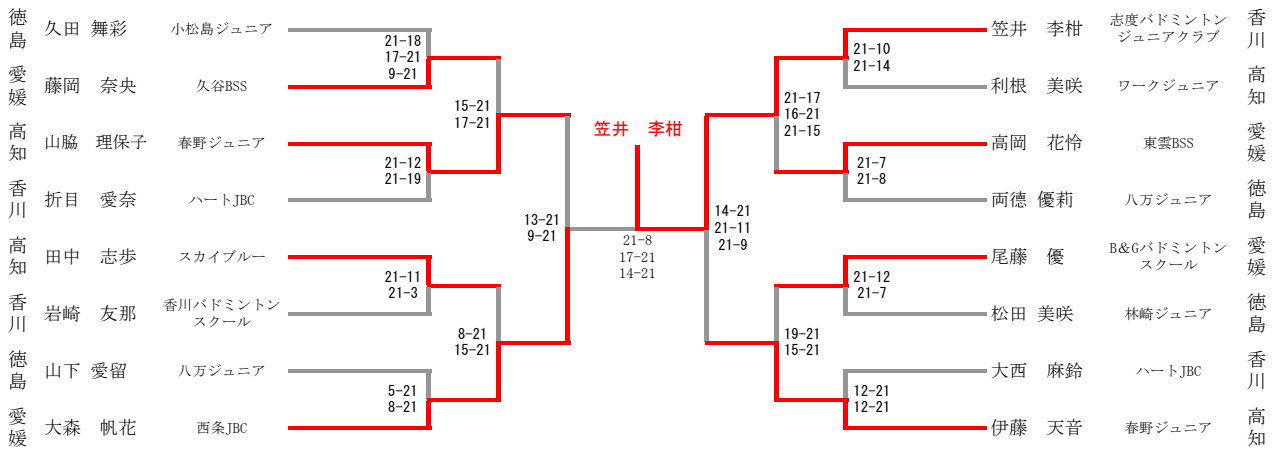 徳島 久田 舞彩 小松島ジュニア
21-18
17-21
9-21
愛媛 藤岡 奈央 久谷BSS
15-21
17-21
高知 山脇 理保子 春野ジュニア
21-12
21-19
香川 折目 愛奈 ハートJBC
13-21
9-21
高知 田中 志歩 スカイブルー
21-11
21-3
香川 岩崎 友那 香川バドミントン
スクール
8-21
15-21
徳島 山下 愛留 八万ジュニア
5-21
8-21
愛媛 大森 帆花 西条JBC
笠井 李柑
21-8
17-21
14-21
笠井 李柑 志度バドミントン
ジュニアクラブ 香川
21-10
21-14
利根 美咲 ワークジュニア 高知
21-17
16-21
21-15
高岡 花怜 東雲BSS 愛媛
21-7
21-8
両德 優莉 八万ジュニア 徳島
14-21
21-11
21-9
尾藤 優 B&Gバドミントン
スクール 愛媛
21-12
21-7
松田 美咲 林崎ジュニア 徳島
19-21
15-21
大西 麻鈴 ハートJBC 香川
12-21
12-21
伊藤 天音 春野ジュニア 高知